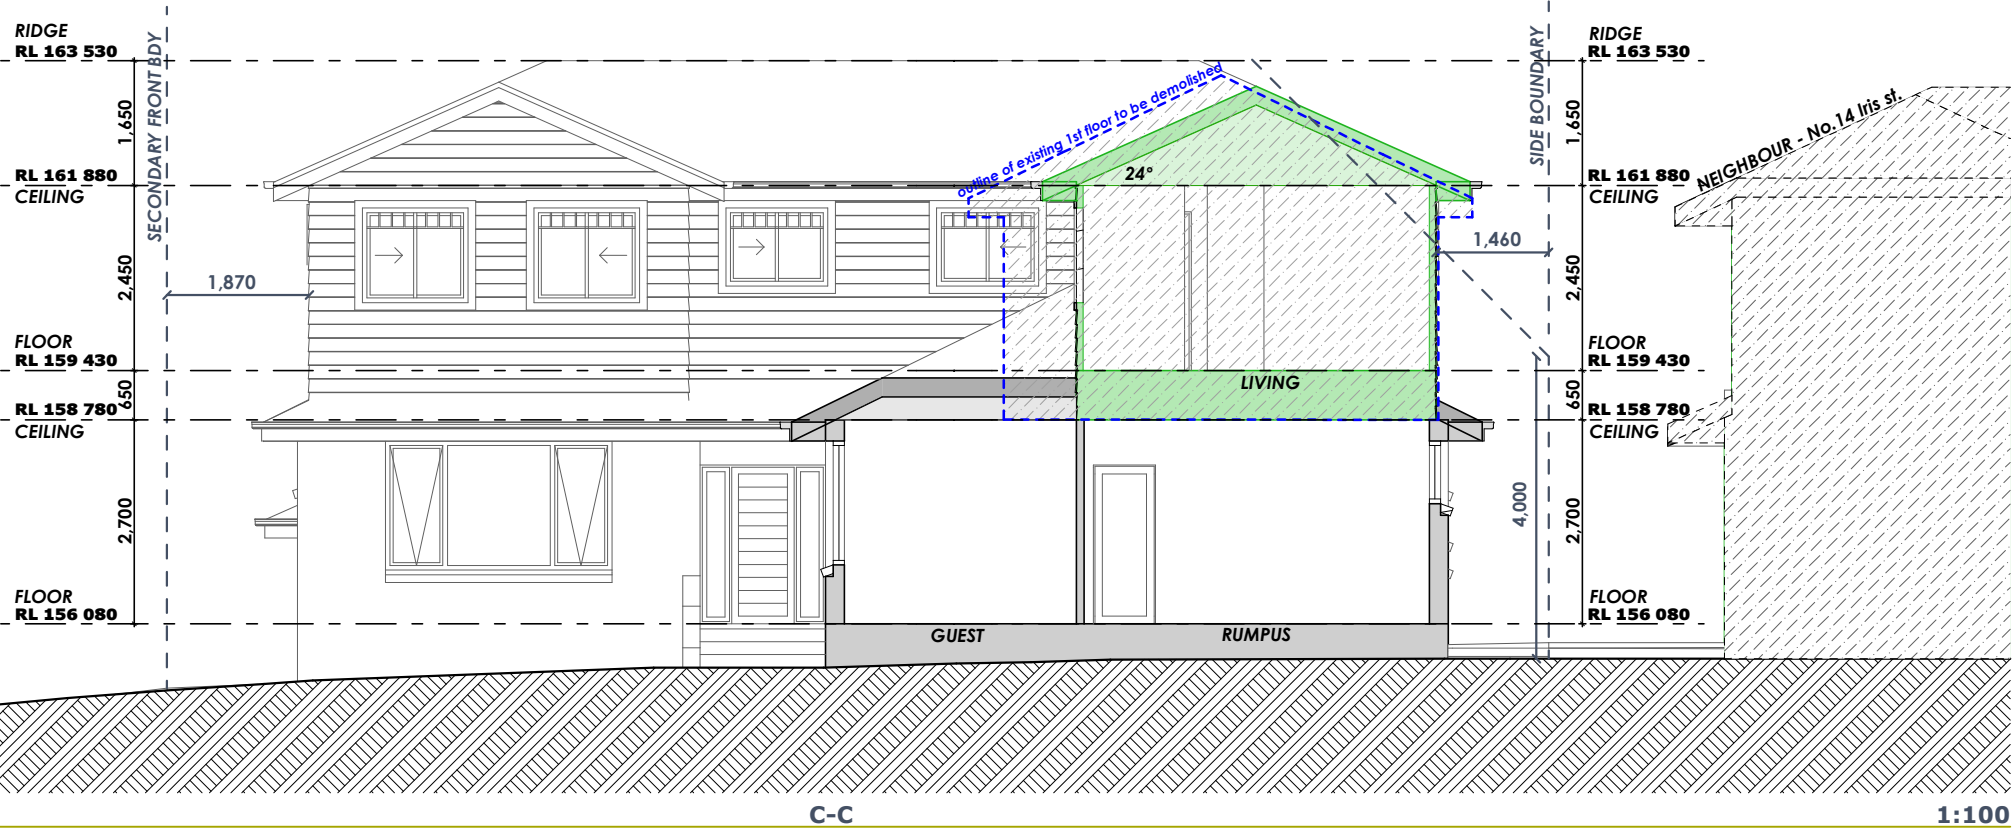 RIDGE
RL 163 530
1,650
RL 161 880
CEILING
2,450
FLOOR
RL 159 430
650
RL 158 780
CEILING
2,700
FLOOR
RL 156 080
SECONDARY FRONT BDY
1,870
outline of existing 1st floor to be demolished
24°
LIVING
GUEST
RUMPUS
1,460
4,000
SIDE BOUNDARY
RIDGE
RL 163 530
1,650
RL 161 880
CEILING
2,450
FLOOR
RL 159 430
650
RL 158 780
CEILING
2,700
FLOOR
RL 156 080
NEIGHBOUR - No.14 Iris st.
C-C
1:100